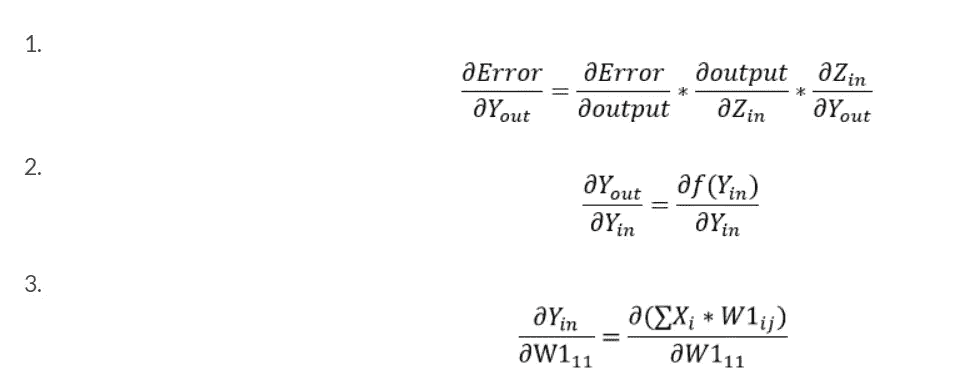 1.
∂Error/∂Y_out = ∂Error/∂output * ∂output/∂Z_in * ∂Z_in/∂Y_out
2.
∂Y_out/∂Y_in = ∂f(Y_in)/∂Y_in
3.
∂Y_in/∂W1_11 = ∂(∑X_i * W1_ij)/∂W1_11